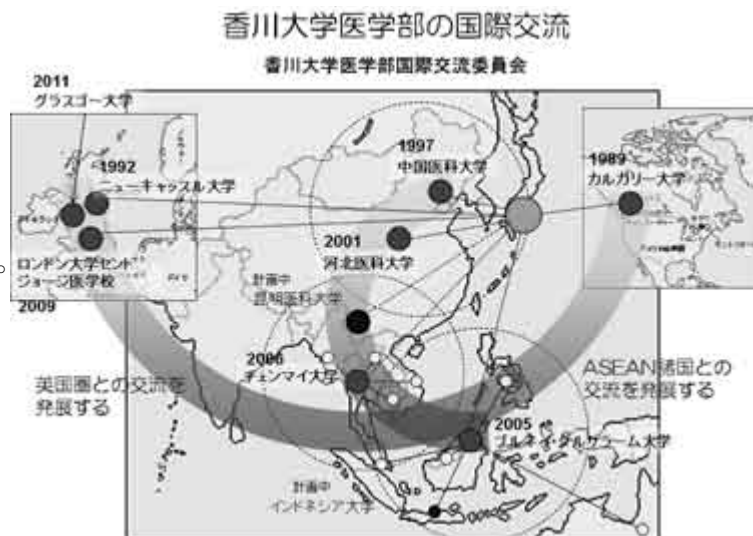 香川大学医学部の国際交流
香川大学医学部国際交流委員会
2011
グラスゴー大学
1992
ニューキャッスル大学
1997
中国医科大学
1989
カルガリー大学
2001
河北医科大学
ロンドン大学セント
ジョージ医学校
2009
計画中
昆明医科大学
2006
チェンマイ大学
英国圏との交流を
発展する
ASEAN諸国との
交流を発展する
2005
ブルネイ・ダルサラーム大学
計画中
インドネシア大学